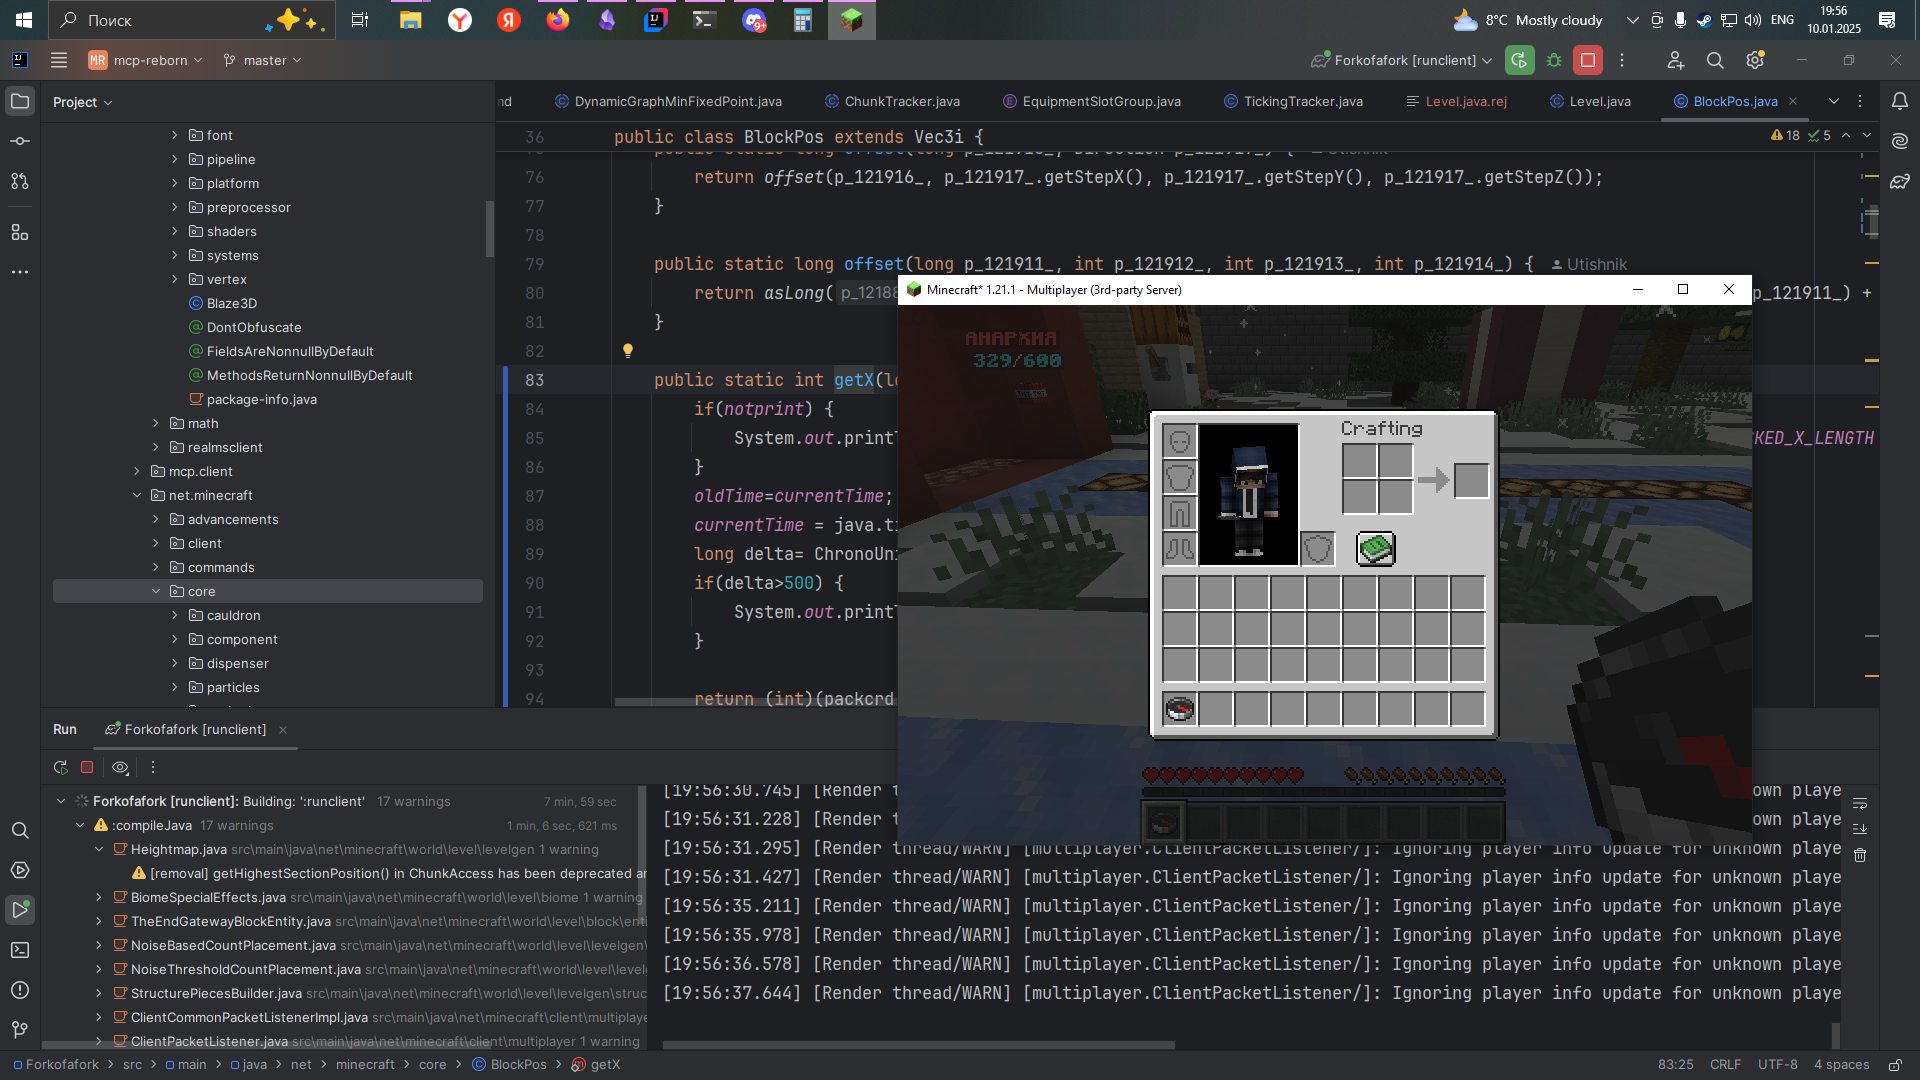 Поиск
9+
8°C Mostly cloudy
ENG
19:56
10.01.2025
MR mcp-reborn
master
Forkofafork [runclient]
Project
nd
DynamicGraphMinFixedPoint.java
ChunkTracker.java
EquipmentSlotGroup.java
TickingTracker.java
Level.java.rej
Level.java
BlockPos.java
font
pipeline
platform
preprocessor
shaders
systems
vertex
Blaze3D
DontObfuscate
FieldsAreNonnullByDefault
MethodsReturnNonnullByDefault
package-info.java
math
realmsclient
mcp.client
net.minecraft
advancements
client
commands
core
cauldron
component
dispenser
particles
36 public class BlockPos extends Vec3i {
18 5
76 return offset(p_121916_, p_121917_.getStepX(), p_121917_.getStepY(), p_121917_.getStepZ());
77 }
78
79 public static long offset(long p_121911_, int p_121912_, int p_121913_, int p_121914_) { Utishnik
80 return asLong( p_12188
p_121911_) +
81 }
82
83 public static int getX(lo
84 if(notprint) {
85 System.out.printl
CKED_X_LENGTH
86 }
87 oldTime=currentTime;
88 currentTime = java.ti
89 long delta= ChronoUni
90 if(delta>500) {
91 System.out.printl
92 }
93
94 return (int)(packcrd
Minecraft* 1.21.1 - Multiplayer (3rd-party Server)
АНАРХИЯ
329/600
Crafting
Run
Forkofafork [runclient]
Forkofafork [runclient]: Building: ':runclient' 17 warnings 7 min, 59 sec
:compileJava 17 warnings 1 min, 6 sec, 621 ms
Heightmap.java src\main\java\net\minecraft\world\level\levelgen 1 warning
[removal] getHighestSectionPosition() in ChunkAccess has been deprecated ar
BiomeSpecialEffects.java src\main\java\net\minecraft\world\level\biome 1 warning
TheEndGatewayBlockEntity.java src\main\java\net\minecraft\world\level\block\enti
NoiseBasedCountPlacement.java src\main\java\net\minecraft\world\level\levelgen\
NoiseThresholdCountPlacement.java src\main\java\net\minecraft\world\level\level
StructurePiecesBuilder.java src\main\java\net\minecraft\world\level\levelgen\struc
ClientCommonPacketListenerImpl.java src\main\java\net\minecraft\client\multiplaye
ClientPacketListener.java src\main\java\net\minecraft\client\multiplayer 1 warning
[19:56:30.745] [Render t
own playe
[19:56:31.228] [Render t
own playe
[19:56:31.295] [Render thread/WARN] [multiplayer.ClientPacketListener/]: Ignoring player info update for unknown playe
[19:56:31.427] [Render thread/WARN] [multiplayer.ClientPacketListener/]: Ignoring player info update for unknown playe
[19:56:35.211] [Render thread/WARN] [multiplayer.ClientPacketListener/]: Ignoring player info update for unknown playe
[19:56:35.978] [Render thread/WARN] [multiplayer.ClientPacketListener/]: Ignoring player info update for unknown playe
[19:56:36.578] [Render thread/WARN] [multiplayer.ClientPacketListener/]: Ignoring player info update for unknown playe
[19:56:37.644] [Render thread/WARN] [multiplayer.ClientPacketListener/]: Ignoring player info update for unknown playe
Forkofafork > src > main > java > net > minecraft > core > BlockPos > getX
83:25 CRLF UTF-8 4 spaces